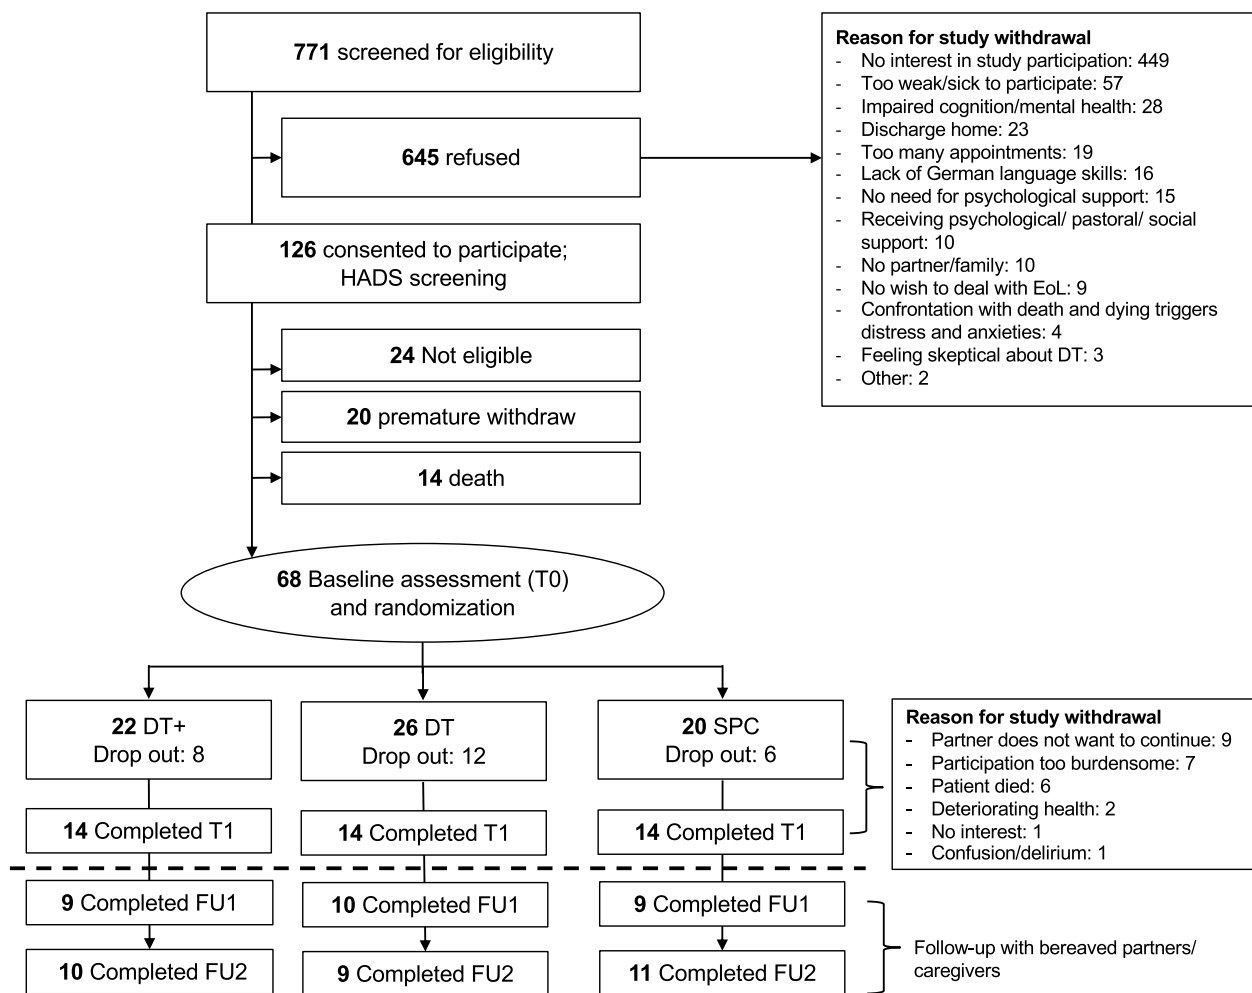 771 screened for eligibility
645 refused
126 consented to participate;
HADS screening
24 Not eligible
20 premature withdraw
14 death
68 Baseline assessment (T0)
and randomization
Reason for study withdrawal
- No interest in study participation: 449
- Too weak/sick to participate: 57
- Impaired cognition/mental health: 28
- Discharge home: 23
- Too many appointments: 19
- Lack of German language skills: 16
- No need for psychological support: 15
- Receiving psychological/ pastoral/ social
support: 10
- No partner/family: 10
- No wish to deal with EoL: 9
- Confrontation with death and dying triggers
distress and anxieties: 4
- Feeling skeptical about DT: 3
- Other: 2
22 DT+
Drop out: 8
26 DT
Drop out: 12
20 SPC
Drop out: 6
14 Completed T1
14 Completed T1
14 Completed T1
Reason for study withdrawal
- Partner does not want to continue: 9
- Participation too burdensome: 7
- Patient died: 6
- Deteriorating health: 2
- No interest: 1
- Confusion/delirium: 1
9 Completed FU1
10 Completed FU1
9 Completed FU1
10 Completed FU2
9 Completed FU2
11 Completed FU2
Follow-up with bereaved partners/
caregivers